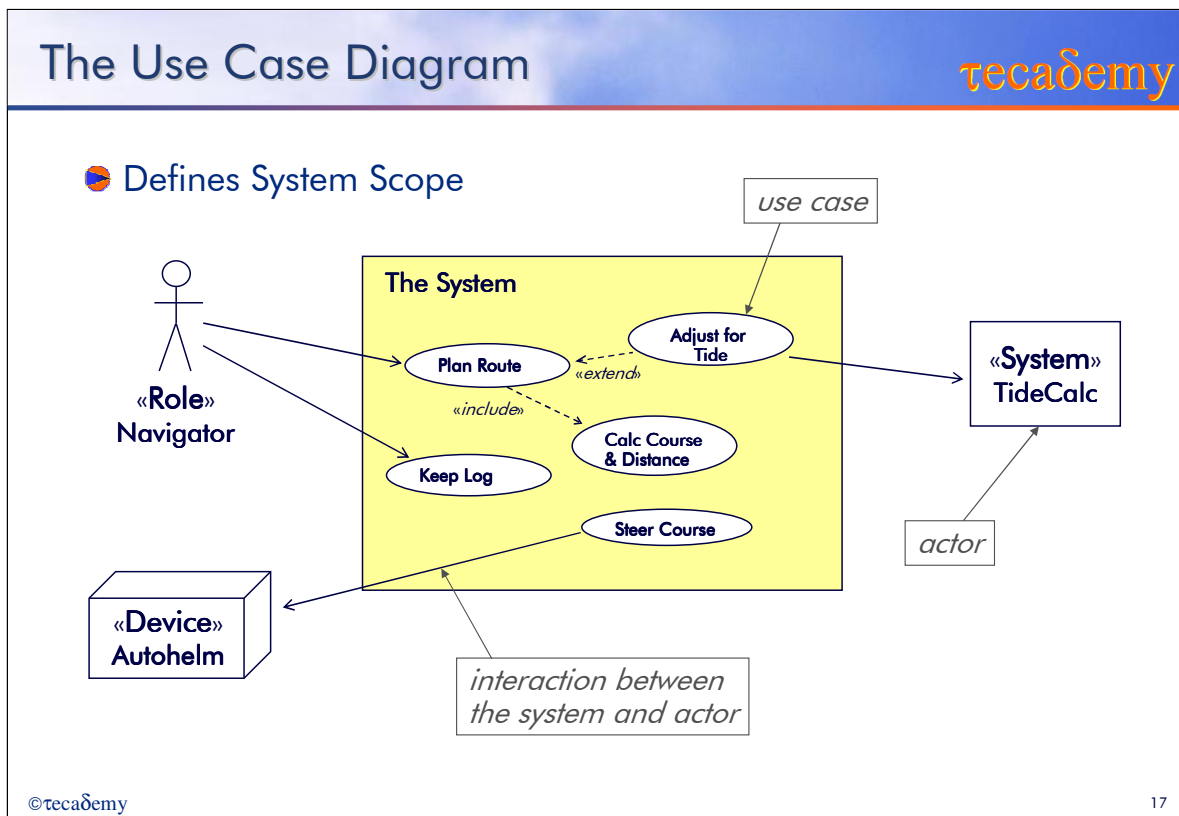 The Use Case Diagram
τecaδemy
Defines System Scope
use case
The System
Adjust for
Tide
Plan Route
«extend»
«System»
TideCalc
«Role»
Navigator
«include»
Calc Course
& Distance
Keep Log
Steer Course
actor
«Device»
Autohelm
interaction between
the system and actor
©τecaδemy
17